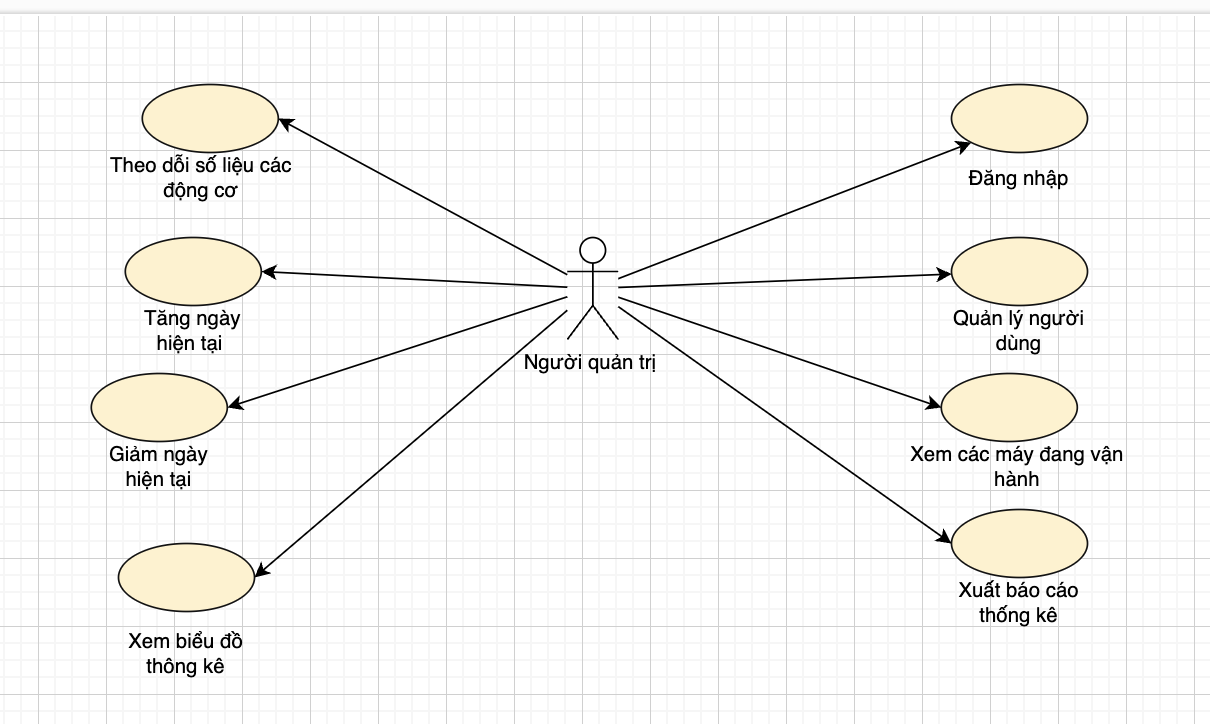 Theo dỗi số liệu các
động cơ
Đăng nhập
Tăng ngày
hiện tại
Quản lý người
dùng
Người quản trị
Giảm ngày
hiện tại
Xem các máy đang vận
hành
Xuất báo cáo
thống kê
Xem biểu đồ
thông kê